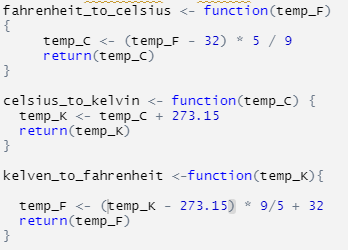 fahrenheit_to_celsius <- function(temp_F)
{
temp_C <- (temp_F - 32) * 5 / 9
return(temp_C)
}
celsius_to_kelvin <- function(temp_C) {
temp_K <- temp_C + 273.15
return(temp_K)
}
kelven_to_fahrenheit <-function(temp_K){
temp_F <- (temp_K - 273.15) * 9/5 + 32
return(temp_F)
}